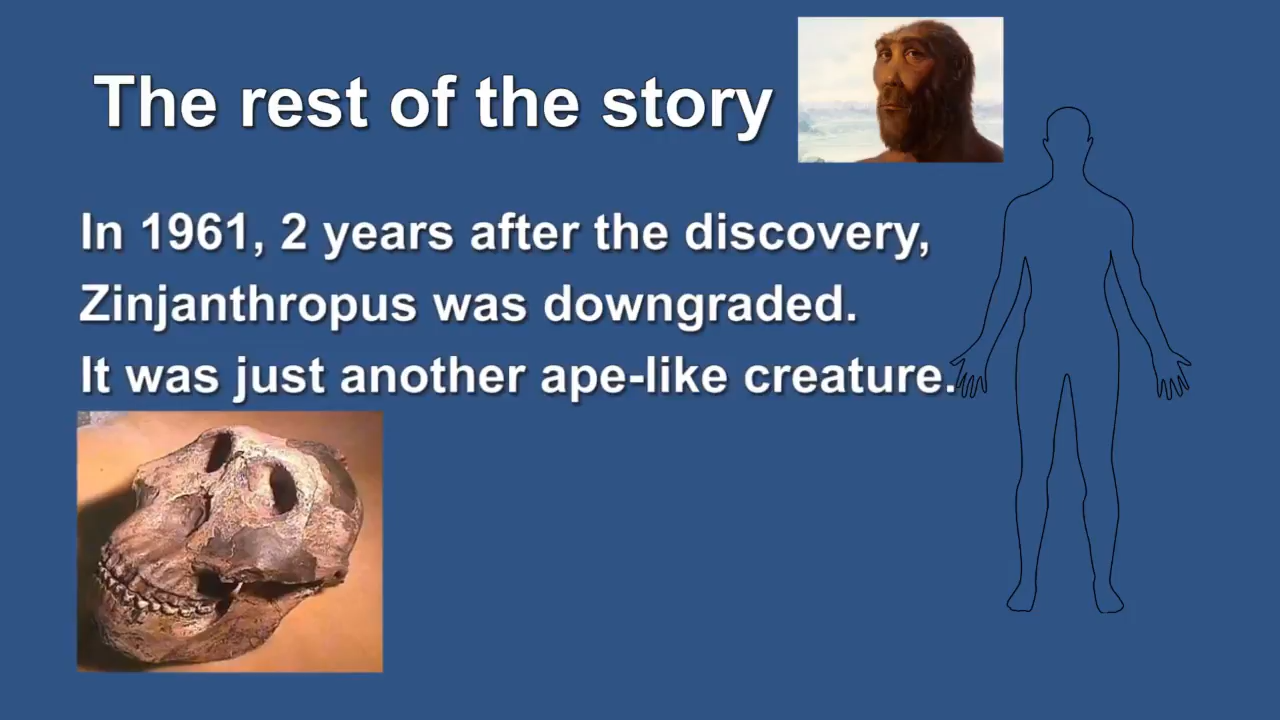 The rest of the story
In 1961, 2 years after the discovery,
Zinjanthropus was downgraded.
It was just another ape-like creature.